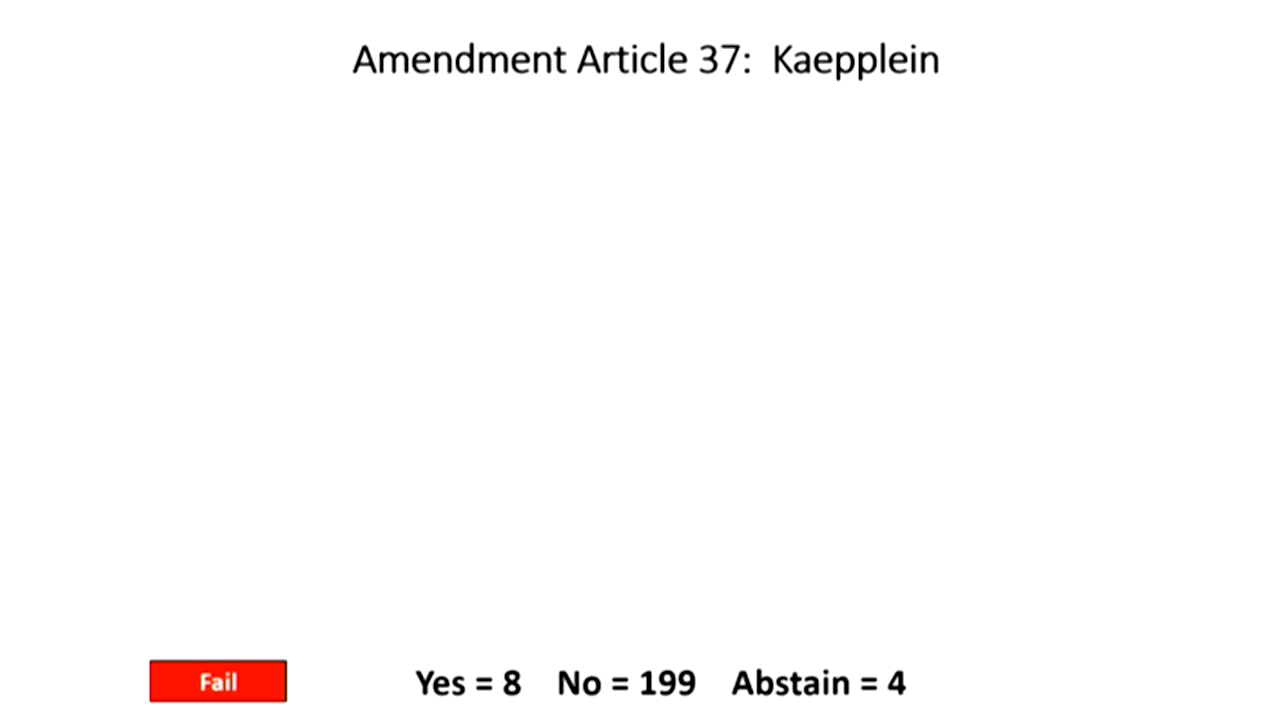 Amendment Article 37: Kaepplein
Fail Yes = 8 No = 199 Abstain = 4